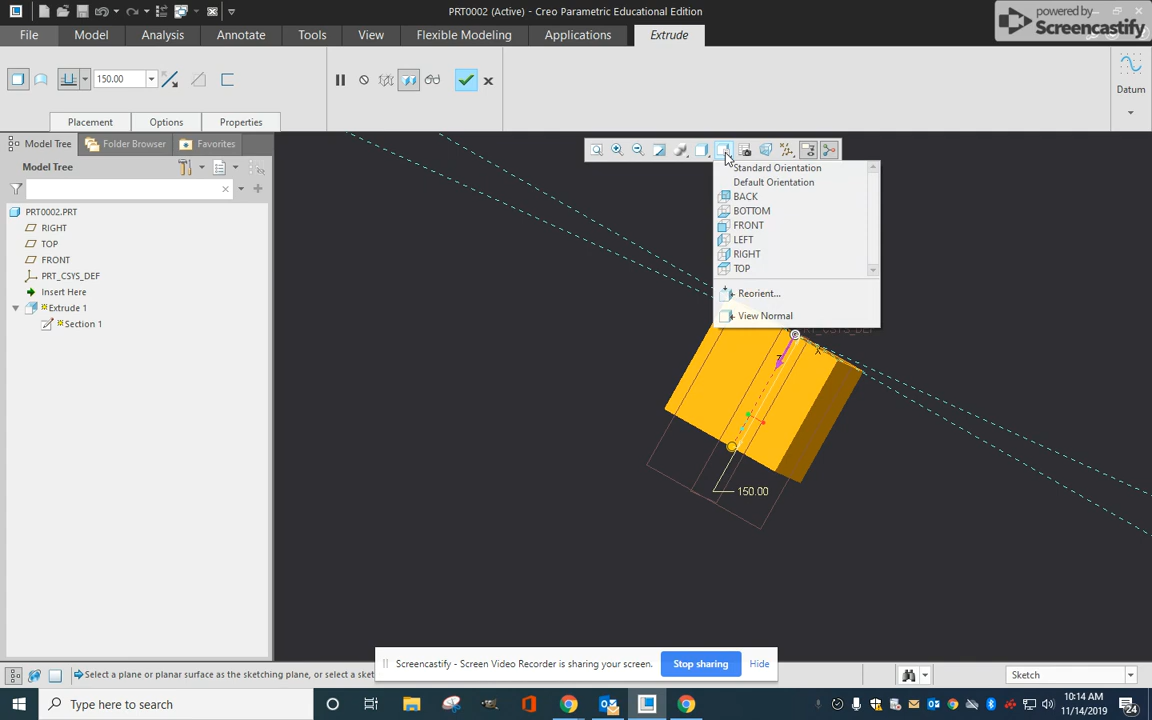 PRT0002 (Active) - Creo Parametric Educational Edition
powered by
Screencastify
File Model Analysis Annotate Tools View Flexible Modeling Applications Extrude
150.00
Datum
Placement Options Properties
Model Tree Folder Browser Favorites
Model Tree
PRT0002.PRT
RIGHT
TOP
FRONT
PRT_CSYS_DEF
Insert Here
Extrude 1
Section 1
Standard Orientation
Default Orientation
BACK
BOTTOM
FRONT
LEFT
RIGHT
TOP
Reorient...
View Normal
PRT_CSYS_DEF
Z X
150.00
Screencastify - Screen Video Recorder is sharing your screen. Stop sharing Hide
Select a plane or planar surface as the sketching plane, or select a sket
Sketch
Type here to search
10:14 AM
11/14/2019
24